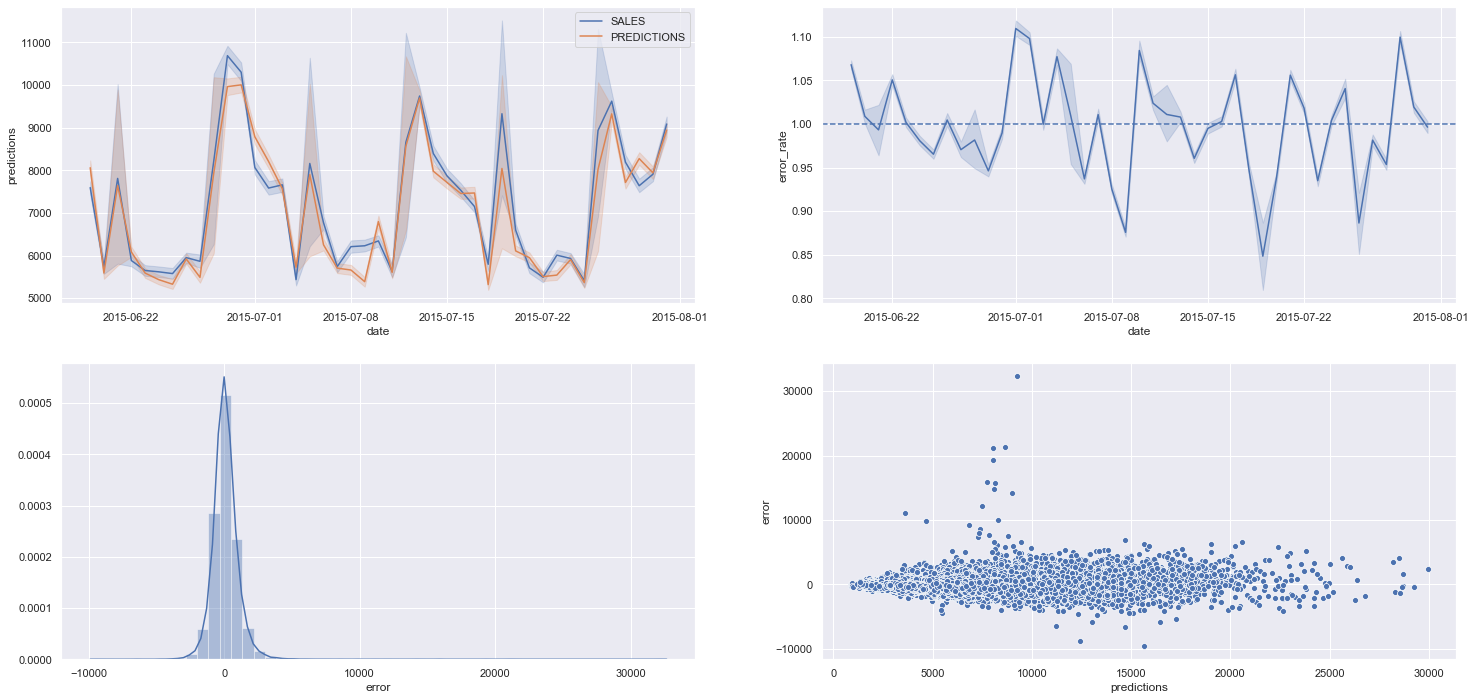 SALES
PREDICTIONS
predictions
11000
10000
9000
8000
7000
6000
5000
2015-06-22 2015-07-01 2015-07-08 2015-07-15 2015-07-22 2015-08-01
date
error_rate
1.10
1.05
1.00
0.95
0.90
0.85
0.80
2015-06-22 2015-07-01 2015-07-08 2015-07-15 2015-07-22 2015-08-01
date
0.0005
0.0004
0.0003
0.0002
0.0001
0.0000
−10000 0 10000 20000 30000
error
error
30000
20000
10000
0
−10000
0 5000 10000 15000 20000 25000 30000
predictions